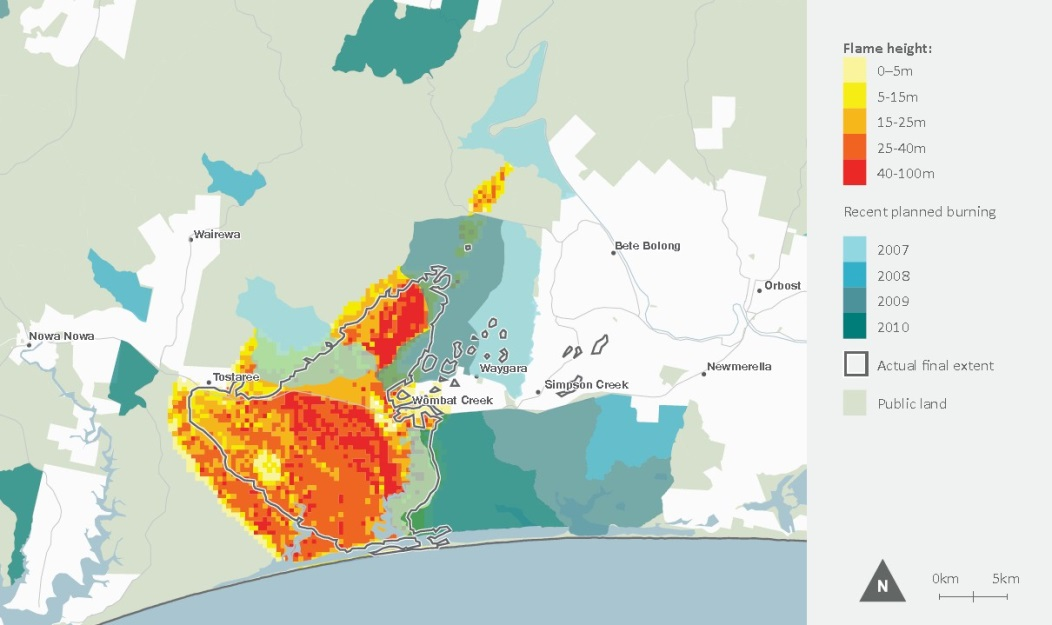 Wairewa
Bete Bolong
Orbost
Nowa Nowa
Waygara
Newmerella
Tostaree
Simpson Creek
Wombat Creek
Flame height:
0–5m
5-15m
15-25m
25-40m
40-100m
Recent planned burning
2007
2008
2009
2010
Actual final extent
Public land
N
0km 5km